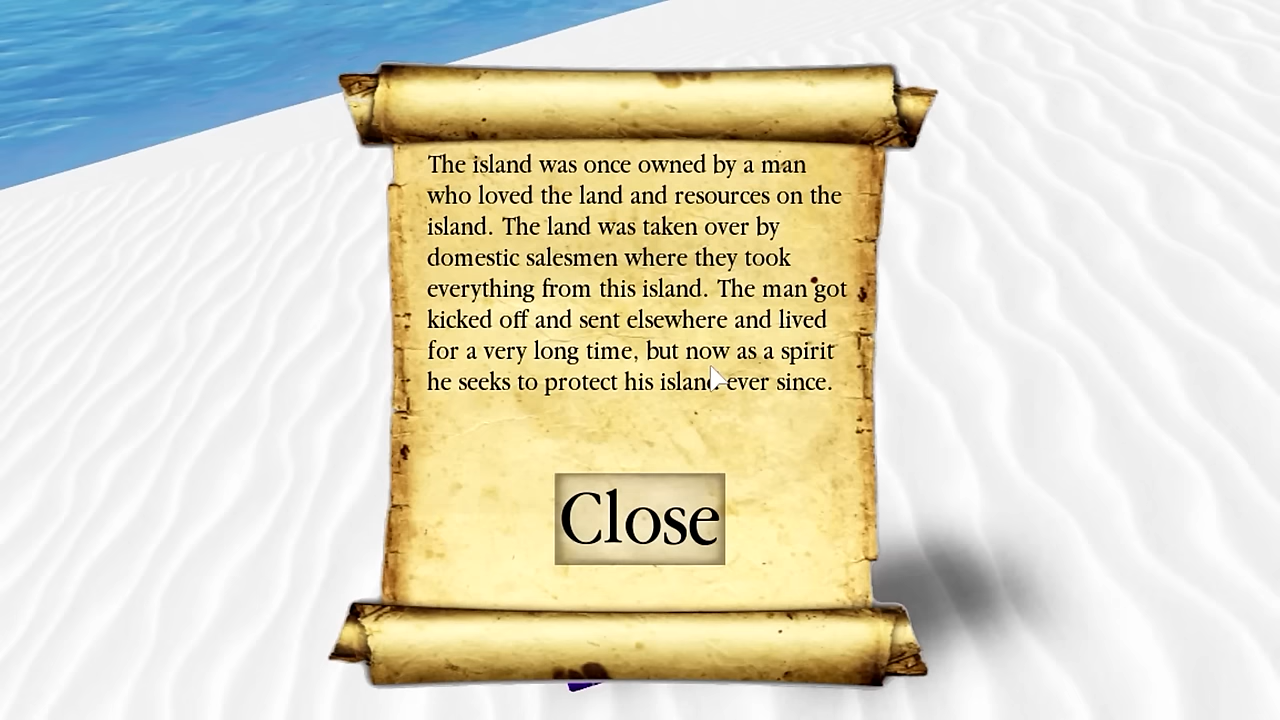 The island was once owned by a man
who loved the land and resources on the
island. The land was taken over by
domestic salesmen where they took
everything from this island. The man got
kicked off and sent elsewhere and lived
for a very long time, but now as a spirit
he seeks to protect his island ever since.
Close